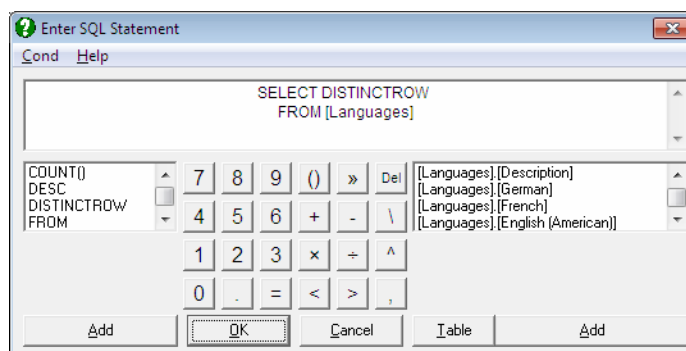 Enter SQL Statement
Cond Help
SELECT DISTINCTROW
FROM [Languages]
COUNT()
DESC
DISTINCTROW
FROM
7 8 9 () » Del
4 5 6 + - \
1 2 3 × ÷ ^
0 . = < > ,
[Languages].[Description]
[Languages].[German]
[Languages].[French]
[Languages].[English (American)]
Add OK Cancel Table Add